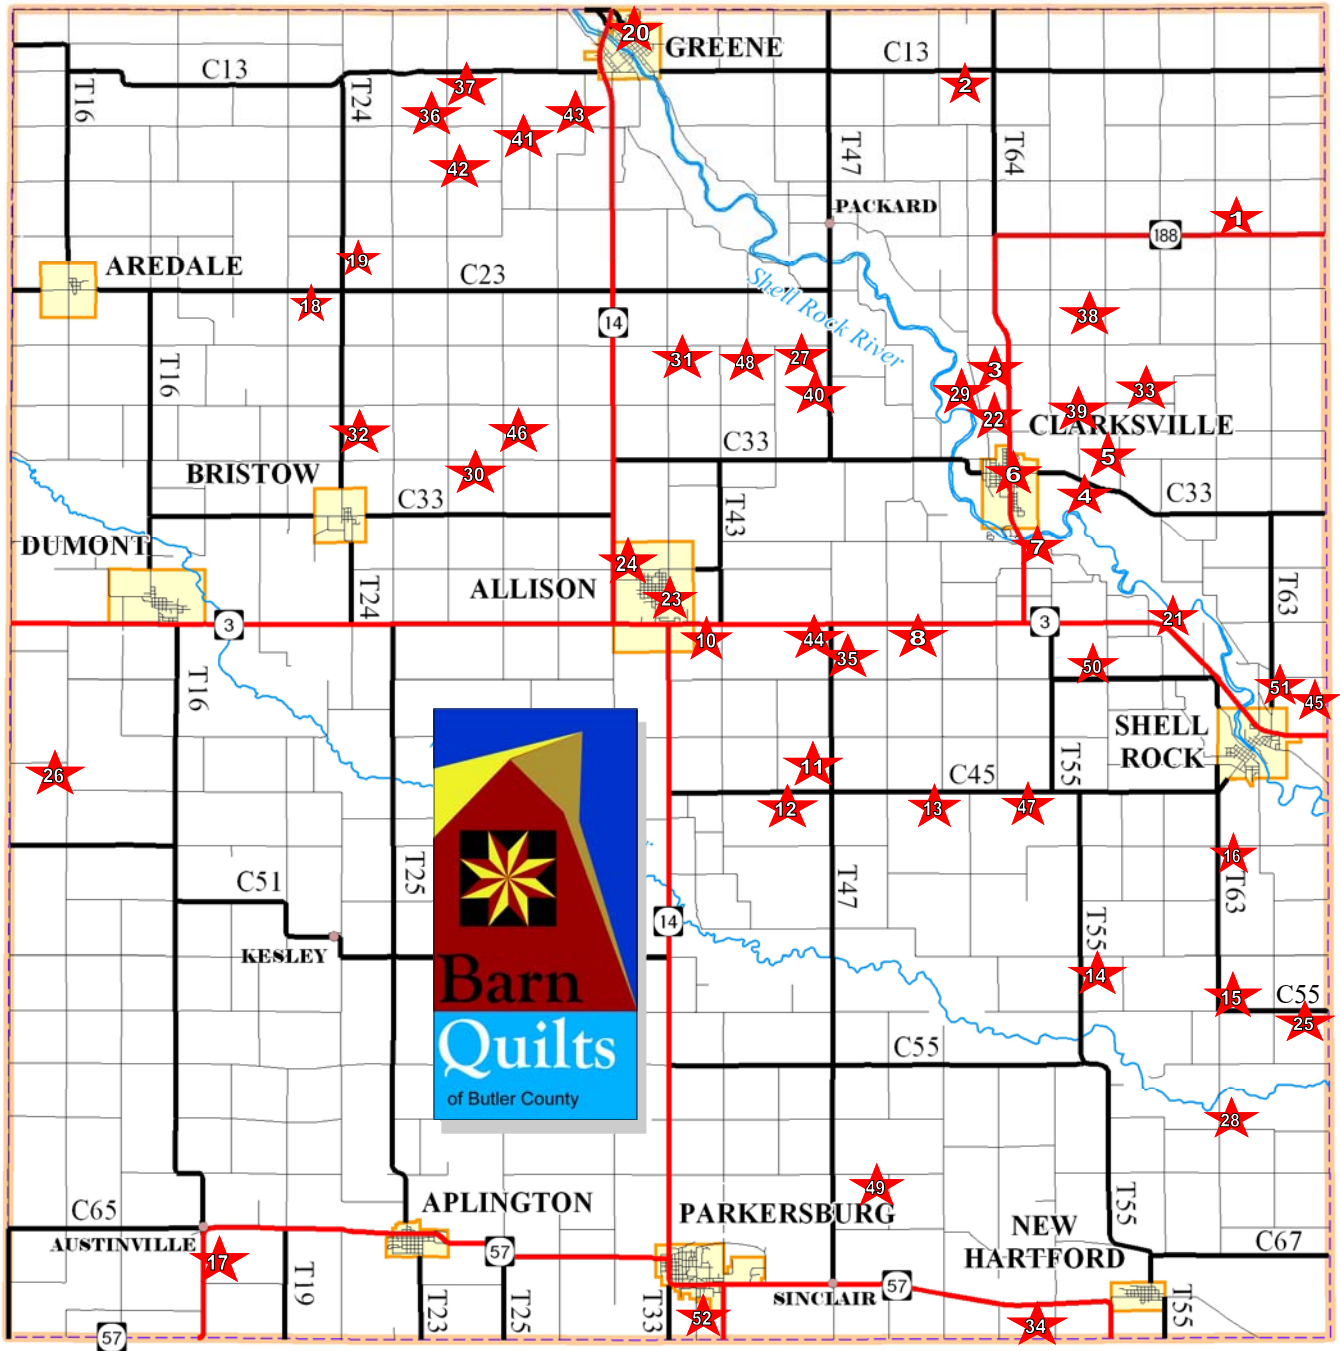 20
GREENE
C13
C13
37
2
T16
T24
36
43
41
T47
T64
42
PACKARD
1
188
19
AREDALE
C23
18
Shell Rock River
38
14
31
48
27
T16
3
40
29
33
39
22
CLARKSVILLE
32
46
C33
5
BRISTOW
30
6
4
C33
C33
T43
DUMONT
7
24
ALLISON
T24
23
T63
21
3
3
10
44
8
35
50
T16
51
45
SHELL
ROCK
26
11
C45
T55
12
13
47
T25
16
C51
T47
T63
14
T55
KESLEY
14
Barn
15
C55
25
Quilts
C55
of Butler County
28
49
T55
APLINGTON
PARKERSBURG
C65
NEW
HARTFORD
AUSTINVILLE
C67
57
17
T19
SINCLAIR
57
T23
T25
T33
52
T55
34
57